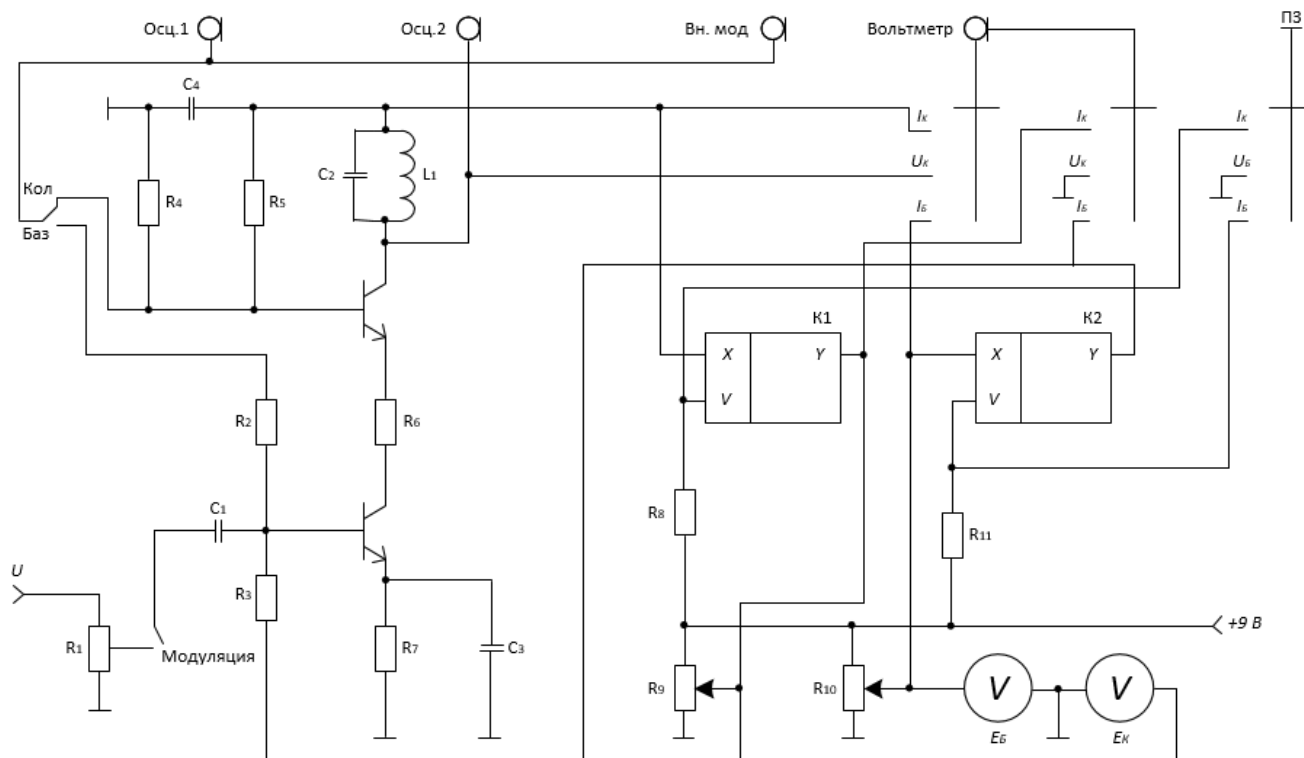 Осц.1
Осц.2
Вн. мод
Вольтметр
ПЗ
C4
Iк
Iк
Iк
Uк
Uк
UБ
C2
L1
Кол
R4
R5
Баз
IБ
IБ
IБ
К1
К2
X
Y
X
Y
V
V
R2
R6
C1
R8
R11
U
R3
+9 В
R1
Модуляция
R7
C3
R9
R10
V
V
EБ
Eк